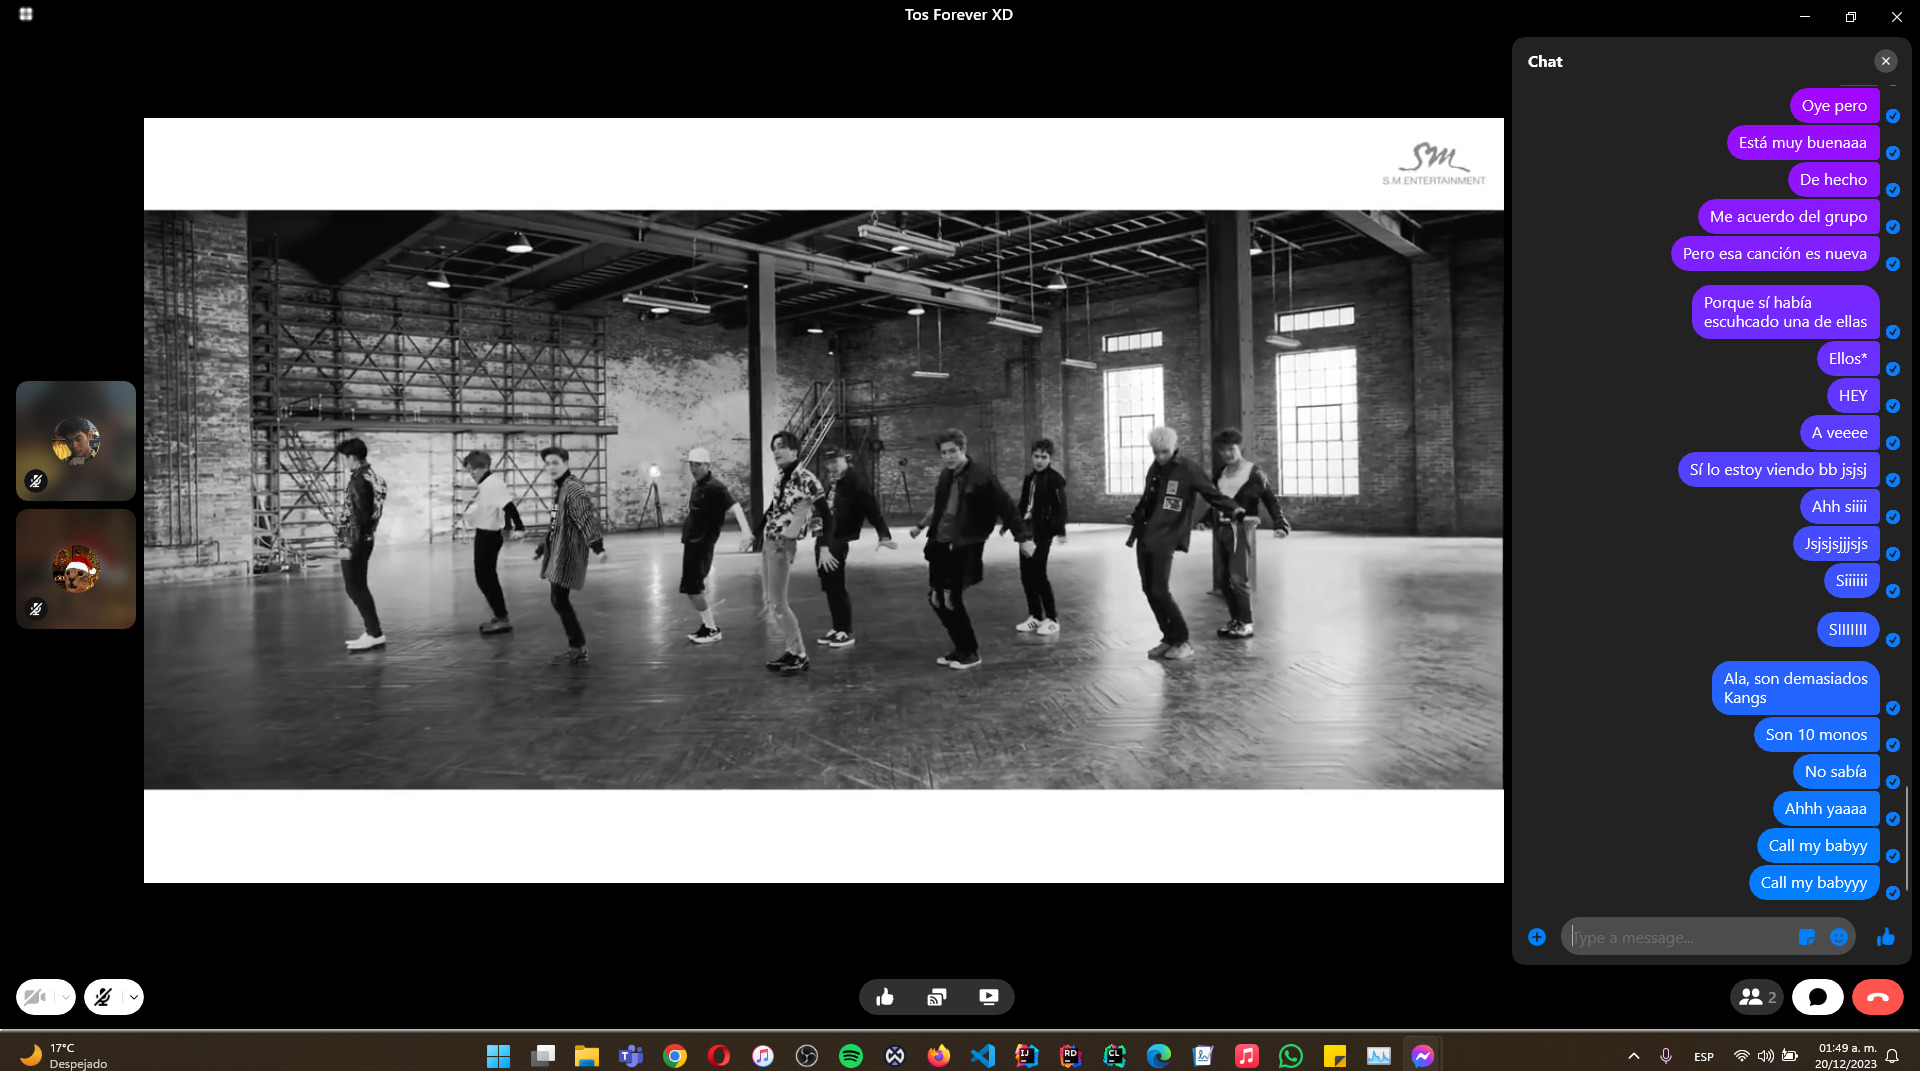 Tos Forever XD
Chat
Oye pero
Está muy buenaaa
De hecho
Me acuerdo del grupo
Pero esa canción es nueva
Porque sí había
escuhcado una de ellas
Ellos*
HEY
A veeee
Sí lo estoy viendo bb jsjsj
Ahh siiii
Jsjsjsjjjsjs
Siiiiii
SIIIIIII
Ala, son demasiados
Kangs
Son 10 monos
No sabía
Ahhh yaaaa
Call my babyy
Call my babyyy
Type a message...
SM
S.M.ENTERTAINMENT
2
17°C
Despejado
IJ
RD
CL
ESP
01:49 a. m.
20/12/2023